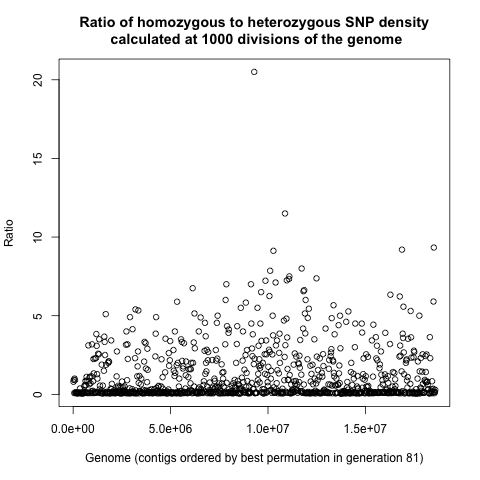 Ratio of homozygous to heterozygous SNP density
calculated at 1000 divisions of the genome
Ratio
20
15
10
5
0
0.0e+00 5.0e+06 1.0e+07 1.5e+07
Genome (contigs ordered by best permutation in generation 81)